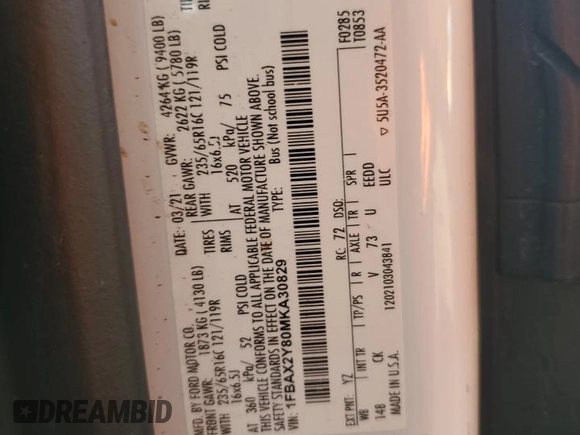 MFD. BY FORD MOTOR CO.
DATE: 03/21 GVWR: 4264KG ( 9400 LB)
FRONT GAWR: 1873 KG ( 4130 LB) REAR GAWR: 2622 KG ( 5780 LB)
WITH 235/65R16C 121/119R TIRES WITH 235/65R16C 121/119R
16x6.5J RIMS 16x6.5J
AT 360 kPa/ 52 PSI COLD AT 520 kPa/ 75 PSI COLD
THIS VEHICLE CONFORMS TO ALL APPLICABLE FEDERAL MOTOR VEHICLE
SAFETY STANDARDS IN EFFECT ON THE DATE OF MANUFACTURE SHOWN ABOVE.
VIN: 1FBAX2Y80MKA30829 TYPE: Bus (Not school bus)
F0285
T0853
EXT PNT: YZ RC: 72 DSO:
WB INT TR TP/PS R AXLE TR SPR
148 CK V 73 U EEDD
MADE IN U.S.A. 1202103043841 ULC
5U5A-3520472-AA
DREAMBID